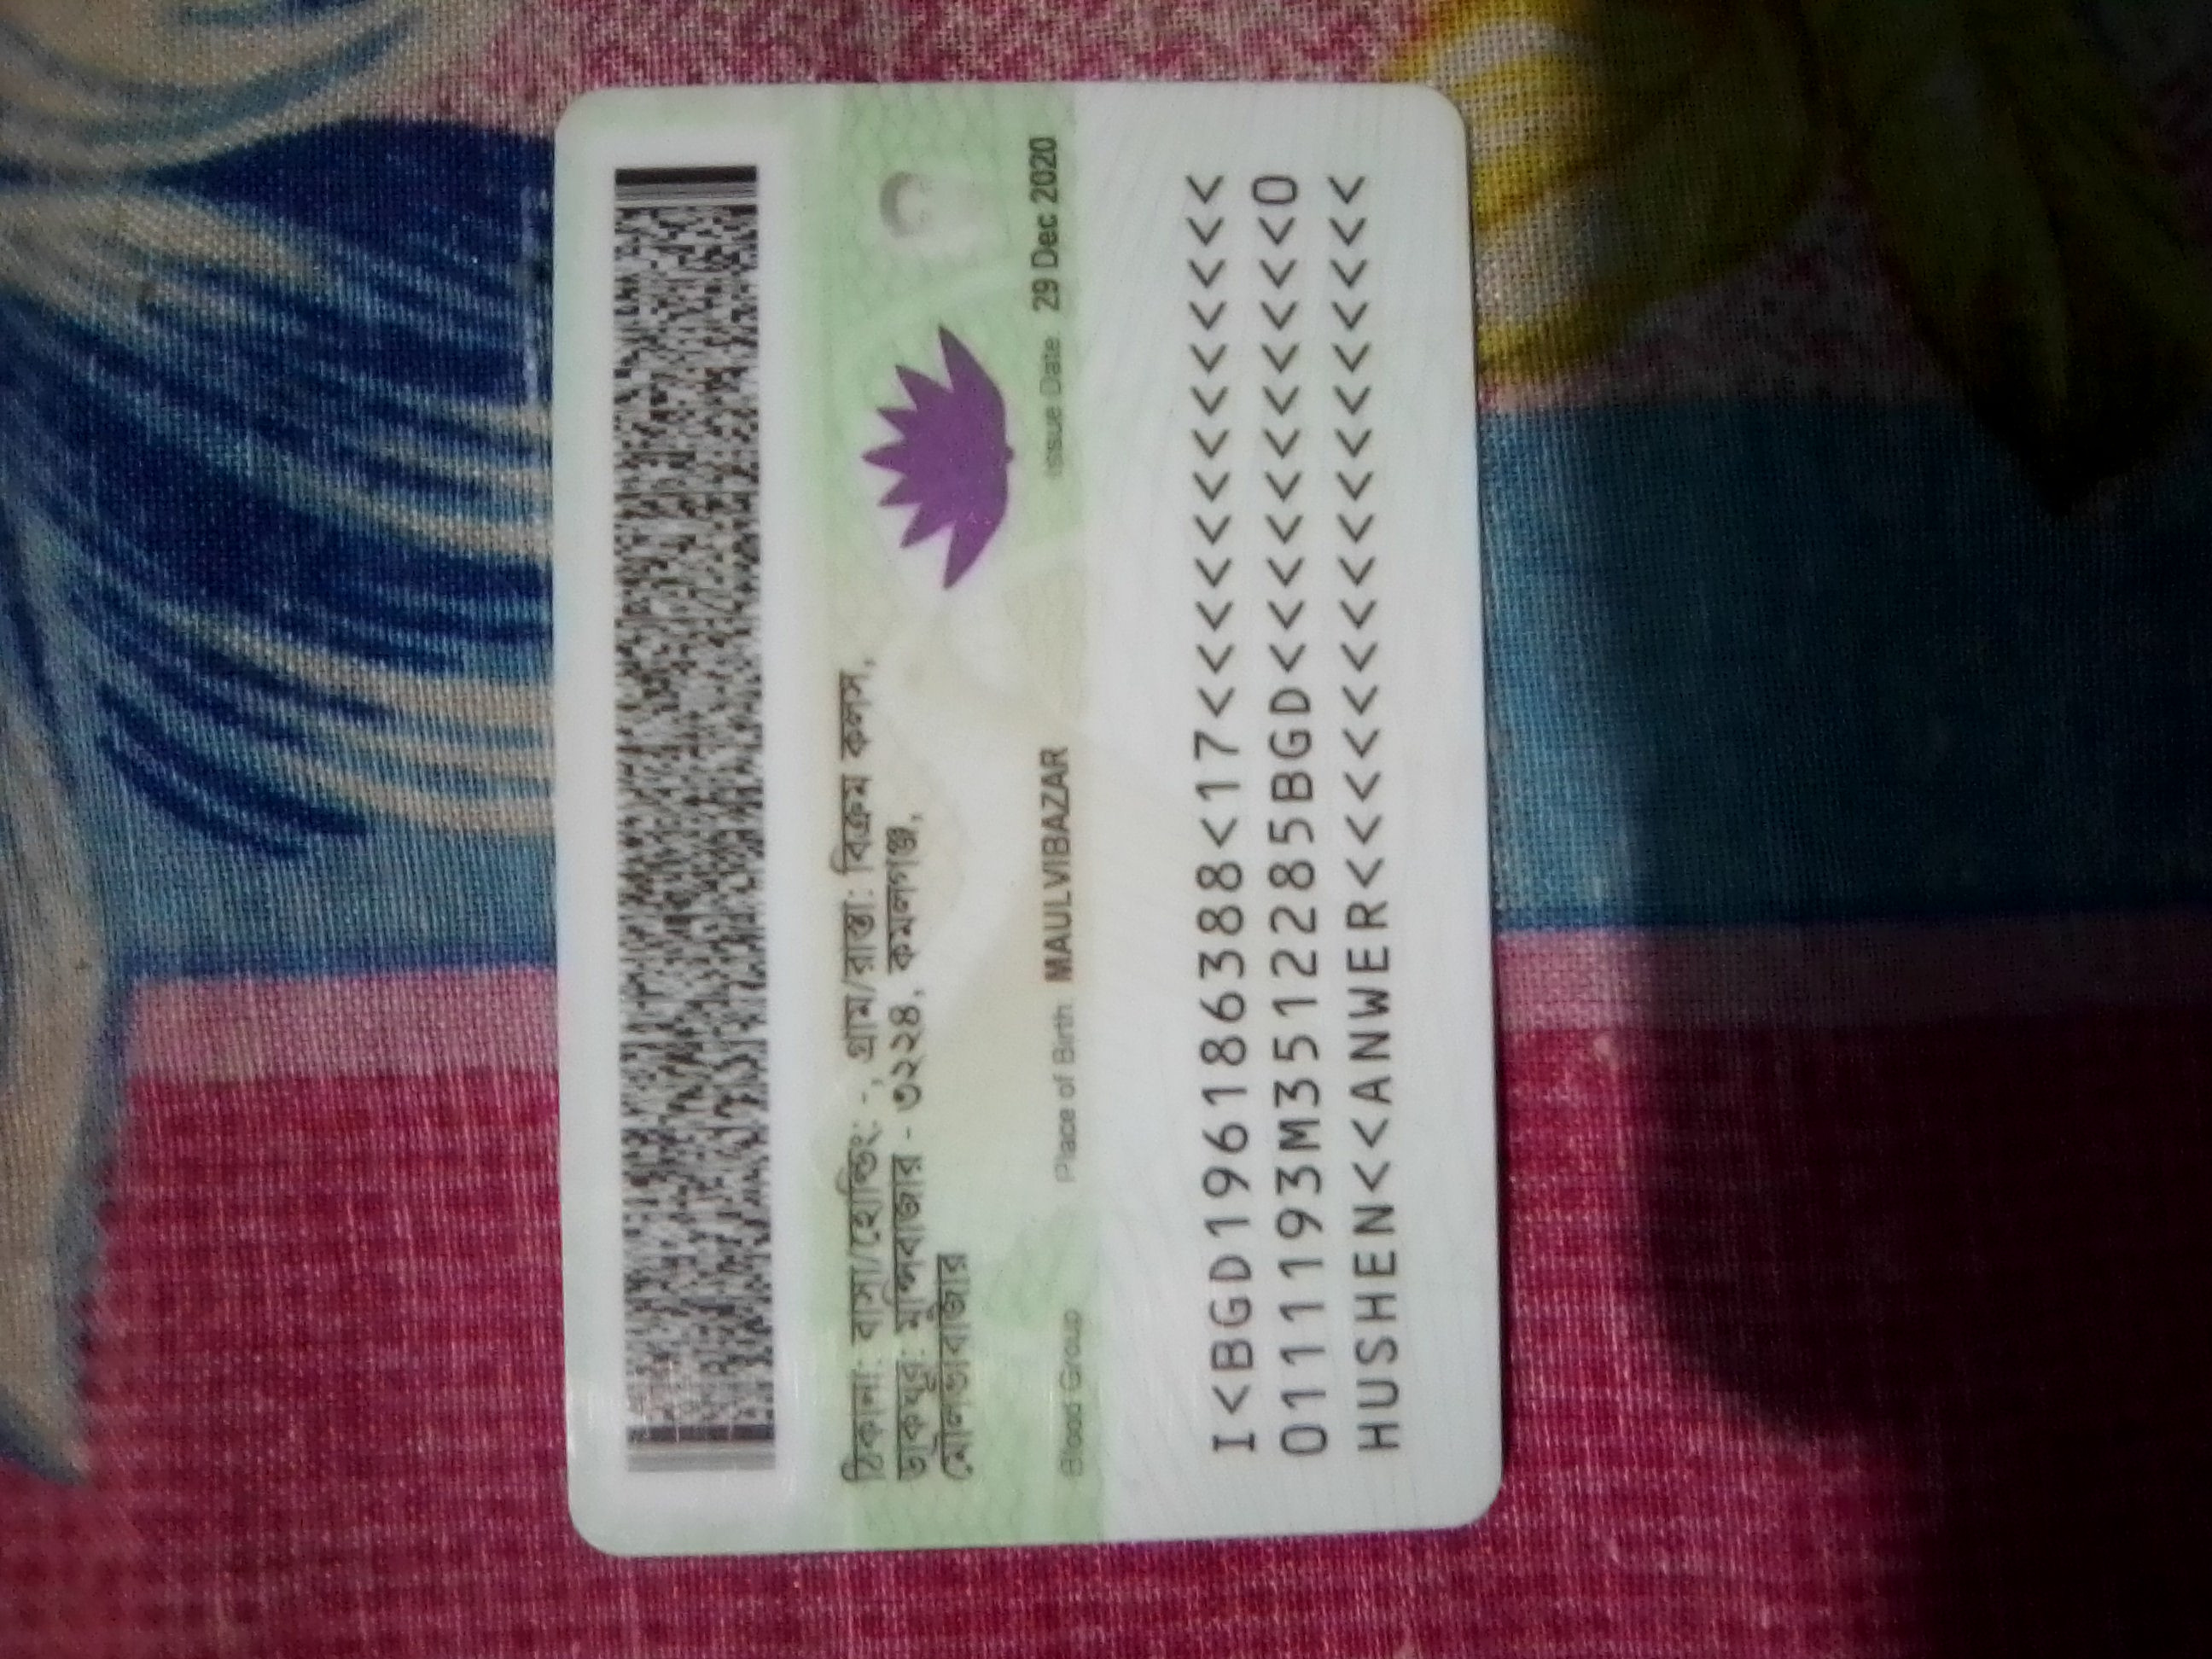 ঠিকানা: বাসা/হোল্ডিং: -, গ্রাম/রাস্তা: বিক্রম কলস,
ডাকঘর: মুন্সিবাজার - ৩২২৪, কমলগঞ্জ,
মৌলভীবাজার
Blood Group Place of Birth MAULVIBAZAR Issue Date 29 Dec 2020
I<BGD196186388<17<<<<<<<<<<<<<
0111193M3512285BGD<<<<<<<<<<<0
HUSHEN<<ANWER<<<<<<<<<<<<<<<<<